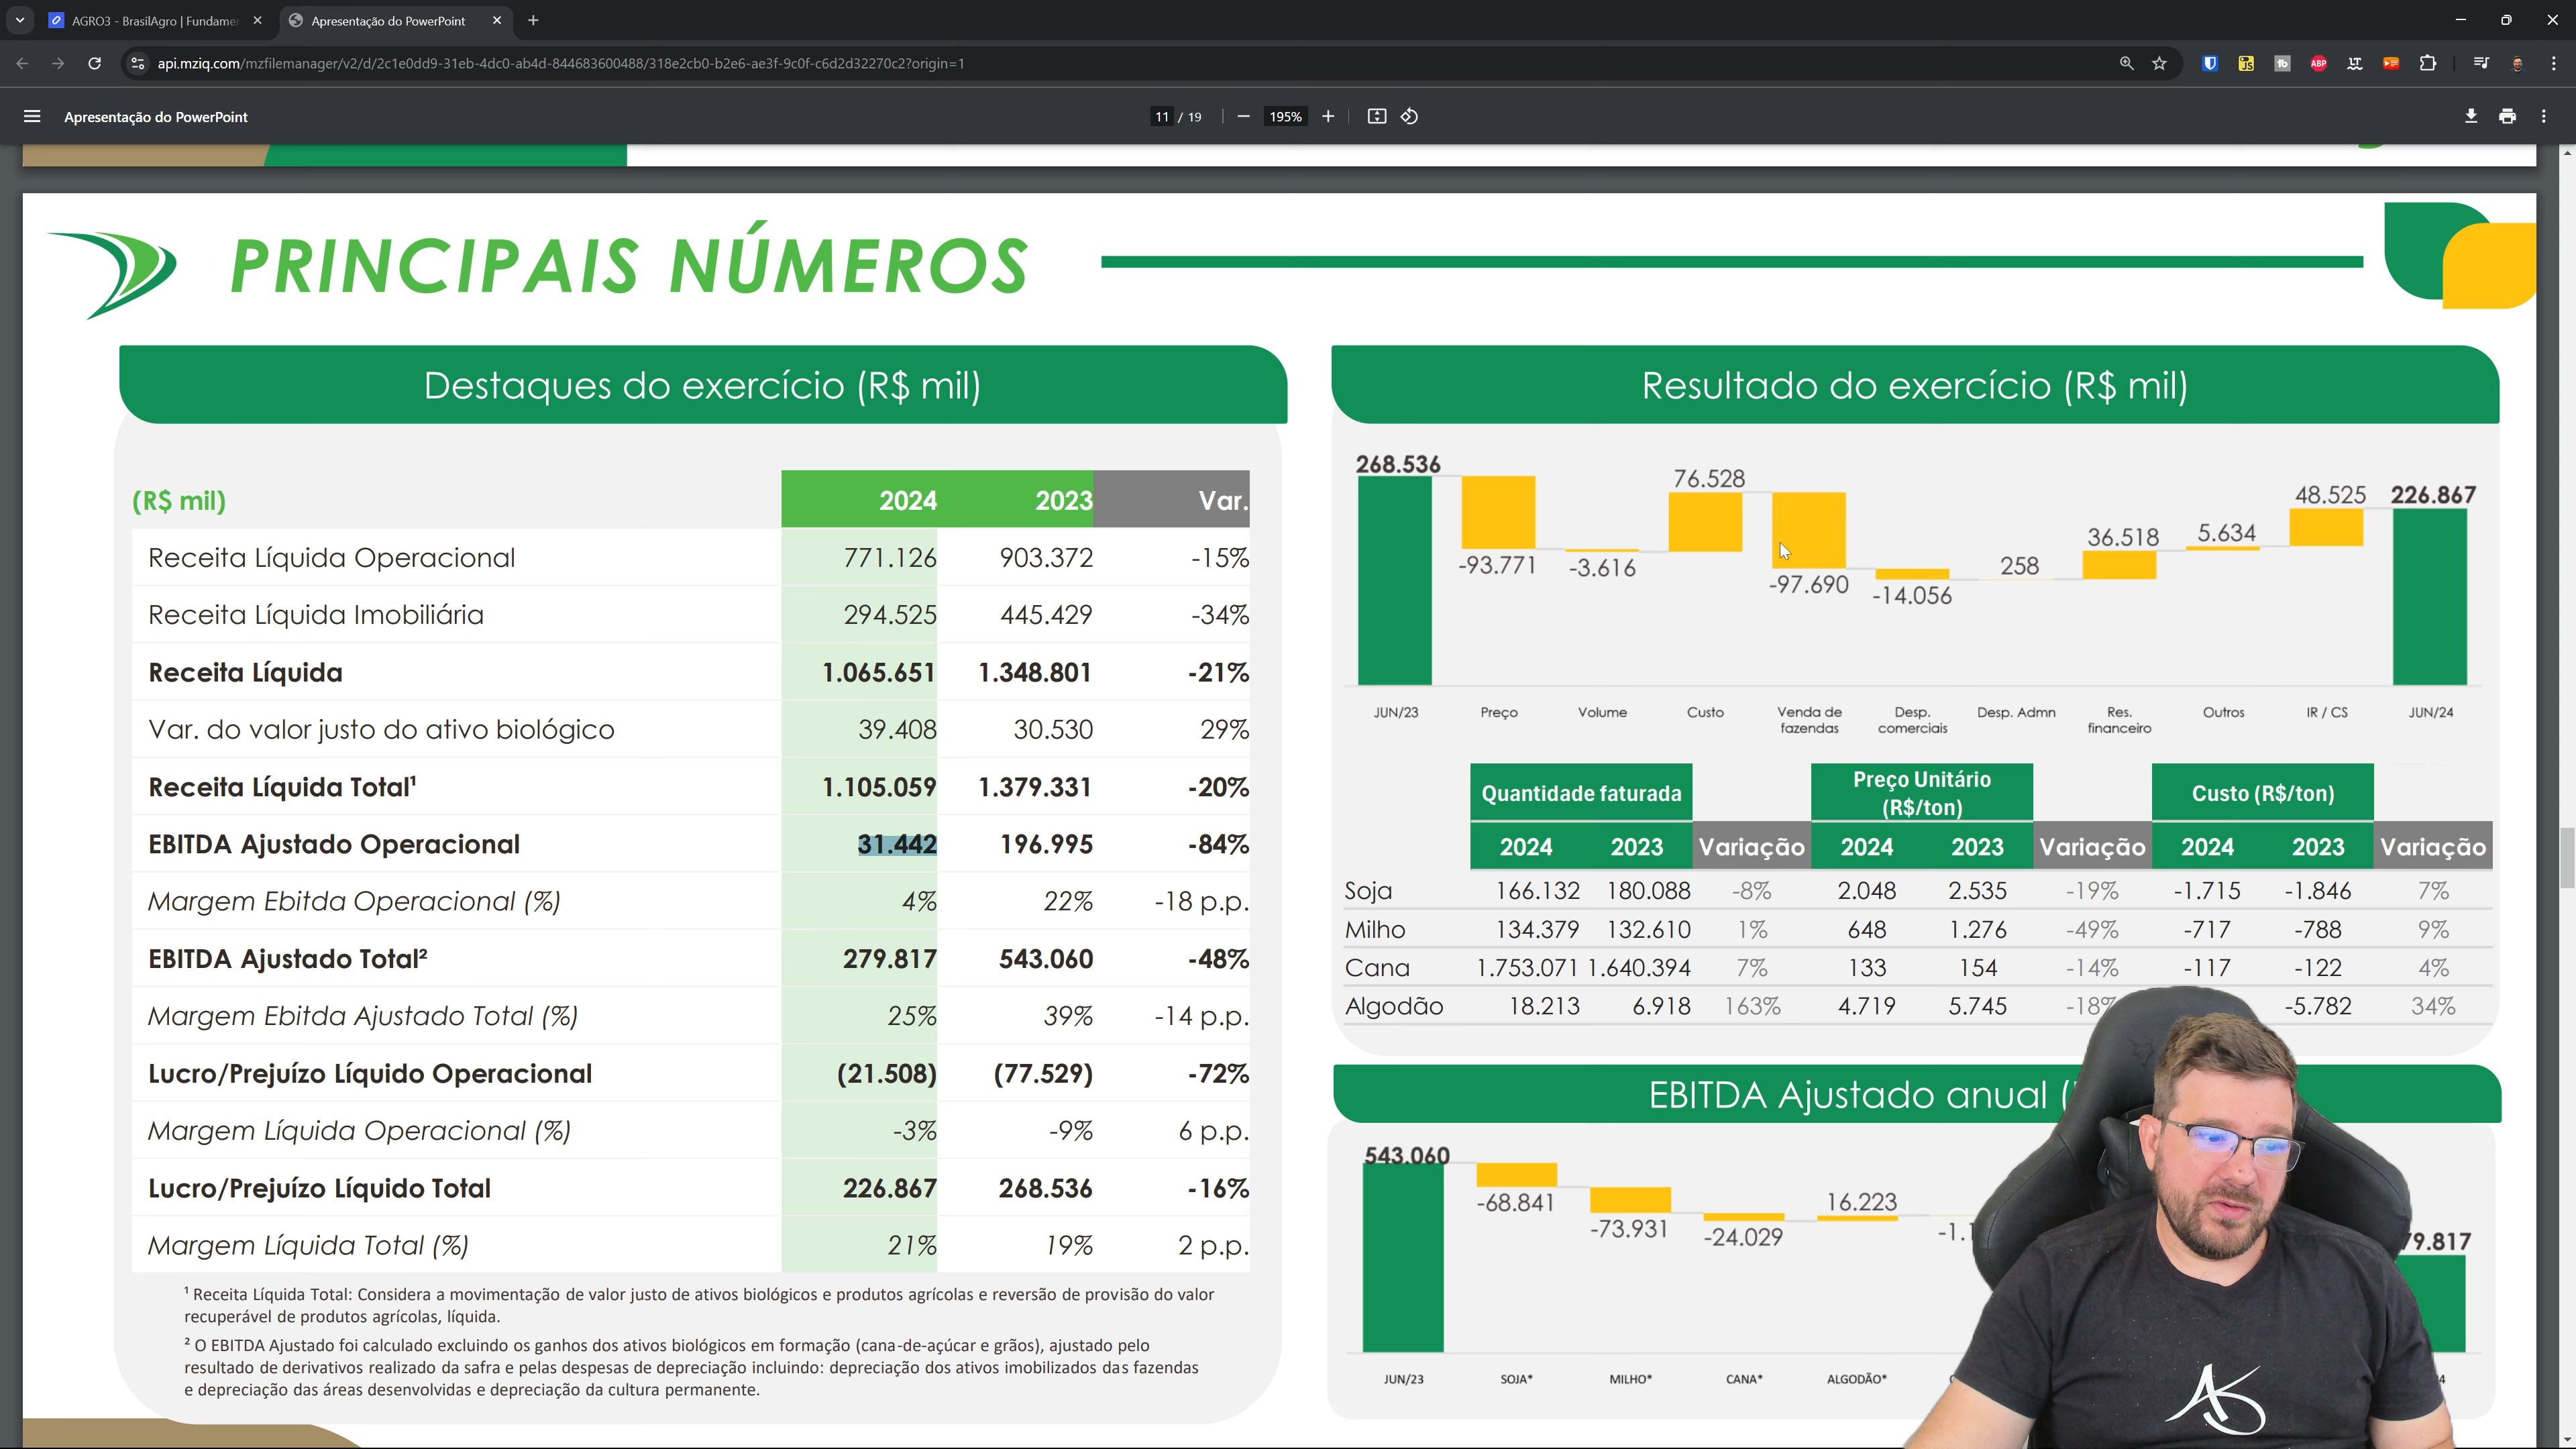 AGRO3 - BrasilAgro | Fundamen
Apresentação do PowerPoint
api.mziq.com/mzfilemanager/v2/d/2c1e0dd9-31eb-4dc0-ab4d-844683600488/318e2cb0-b2e6-ae3f-9c0f-c6d2d32270c2?origin=1
Apresentação do PowerPoint
11 / 19
195%
PRINCIPAIS NÚMEROS
Destaques do exercício (R$ mil)
(R$ mil) 2024 2023 Var.
Receita Líquida Operacional 771.126 903.372 -15%
Receita Líquida Imobiliária 294.525 445.429 -34%
Receita Líquida 1.065.651 1.348.801 -21%
Var. do valor justo do ativo biológico 39.408 30.530 29%
Receita Líquida Total¹ 1.105.059 1.379.331 -20%
EBITDA Ajustado Operacional 31.442 196.995 -84%
Margem Ebitda Operacional (%) 4% 22% -18 p.p.
EBITDA Ajustado Total² 279.817 543.060 -48%
Margem Ebitda Ajustado Total (%) 25% 39% -14 p.p.
Lucro/Prejuízo Líquido Operacional (21.508) (77.529) -72%
Margem Líquida Operacional (%) -3% -9% 6 p.p.
Lucro/Prejuízo Líquido Total 226.867 268.536 -16%
Margem Líquida Total (%) 21% 19% 2 p.p.
¹ Receita Líquida Total: Considera a movimentação de valor justo de ativos biológicos e produtos agrícolas e reversão de provisão do valor
recuperável de produtos agrícolas, líquida.
² O EBITDA Ajustado foi calculado excluindo os ganhos dos ativos biológicos em formação (cana-de-açúcar e grãos), ajustado pelo
resultado de derivativos realizado da safra e pelas despesas de depreciação incluindo: depreciação dos ativos imobilizados das fazendas
e depreciação das áreas desenvolvidas e depreciação da cultura permanente.
Resultado do exercício (R$ mil)
268.536 -93.771 -3.616 76.528 -97.690 -14.056 258 36.518 5.634 48.525 226.867
JUN/23 Preço Volume Custo Venda de Desp. Desp. Admn Res. Outros IR / CS JUN/24
fazendas comerciais financeiro
Quantidade faturada Preço Unitário Custo (R$/ton)
(R$/ton)
2024 2023 Variação 2024 2023 Variação 2024 2023 Variação
Soja 166.132 180.088 -8% 2.048 2.535 -19% -1.715 -1.846 7%
Milho 134.379 132.610 1% 648 1.276 -49% -717 -788 9%
Cana 1.753.071 1.640.394 7% 133 154 -14% -117 -122 4%
Algodão 18.213 6.918 163% 4.719 5.745 -18% -5.782 34%
EBITDA Ajustado anual (
543.060 -68.841 -73.931 -24.029 16.223 -1.1 79.817
JUN/23 SOJA* MILHO* CANA* ALGODÃO* 4